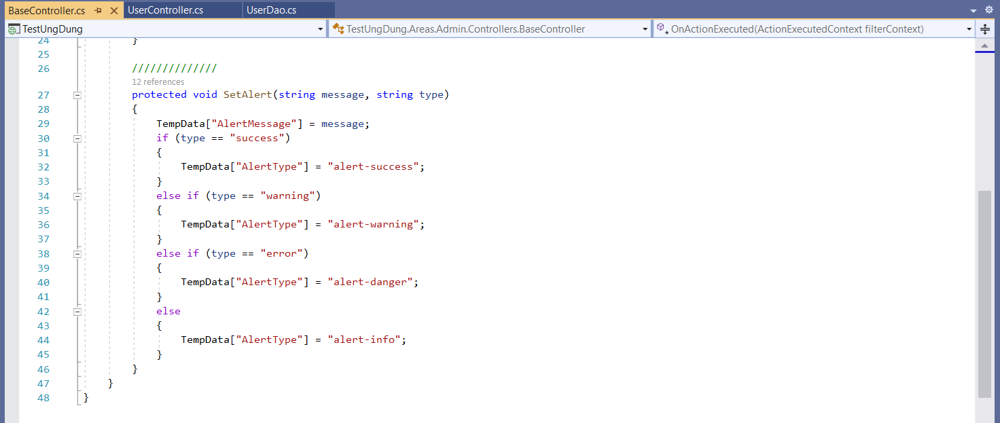 BaseController.cs UserController.cs UserDao.cs
TestUngDung TestUngDung.Areas.Admin.Controllers.BaseController OnActionExecuted(ActionExecutedContext filterContext)
24 }
25
26 //////////////
12 references
27 protected void SetAlert(string message, string type)
28 {
29 TempData["AlertMessage"] = message;
30 if (type == "success")
31 {
32 TempData["AlertType"] = "alert-success";
33 }
34 else if (type == "warning")
35 {
36 TempData["AlertType"] = "alert-warning";
37 }
38 else if (type == "error")
39 {
40 TempData["AlertType"] = "alert-danger";
41 }
42 else
43 {
44 TempData["AlertType"] = "alert-info";
45 }
46 }
47 }
48 }